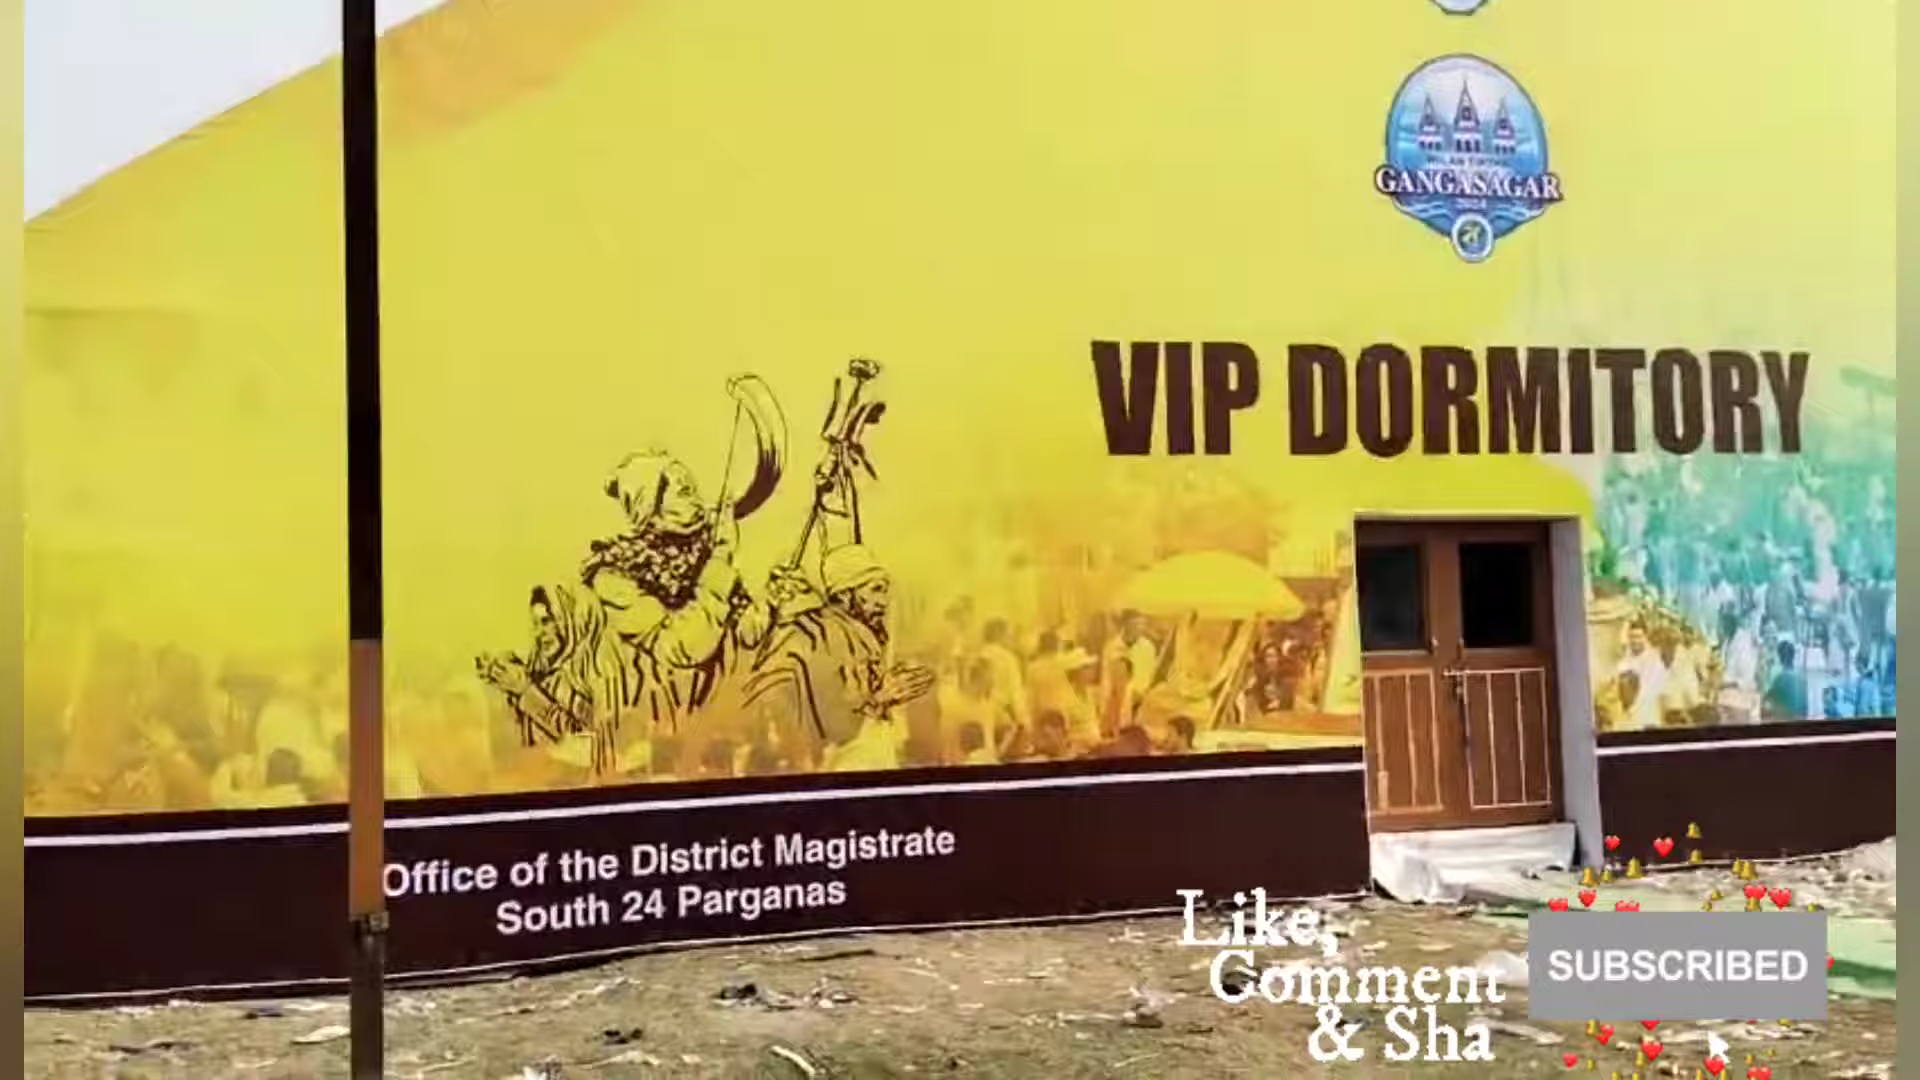 GANGASAGAR
VIP DORMITORY
Office of the District Magistrate
South 24 Parganas
Like,
Comment
& Sha
SUBSCRIBED